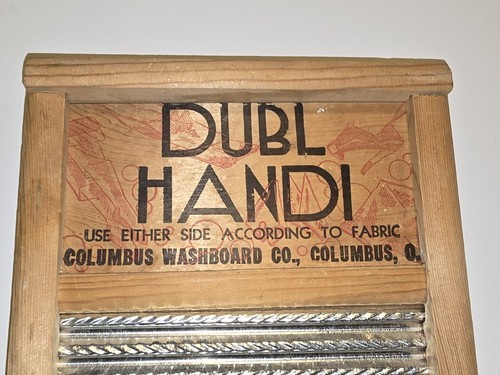 DUBL
HANDI
USE EITHER SIDE ACCORDING TO FABRIC
COLUMBUS WASHBOARD CO., COLUMBUS, O.